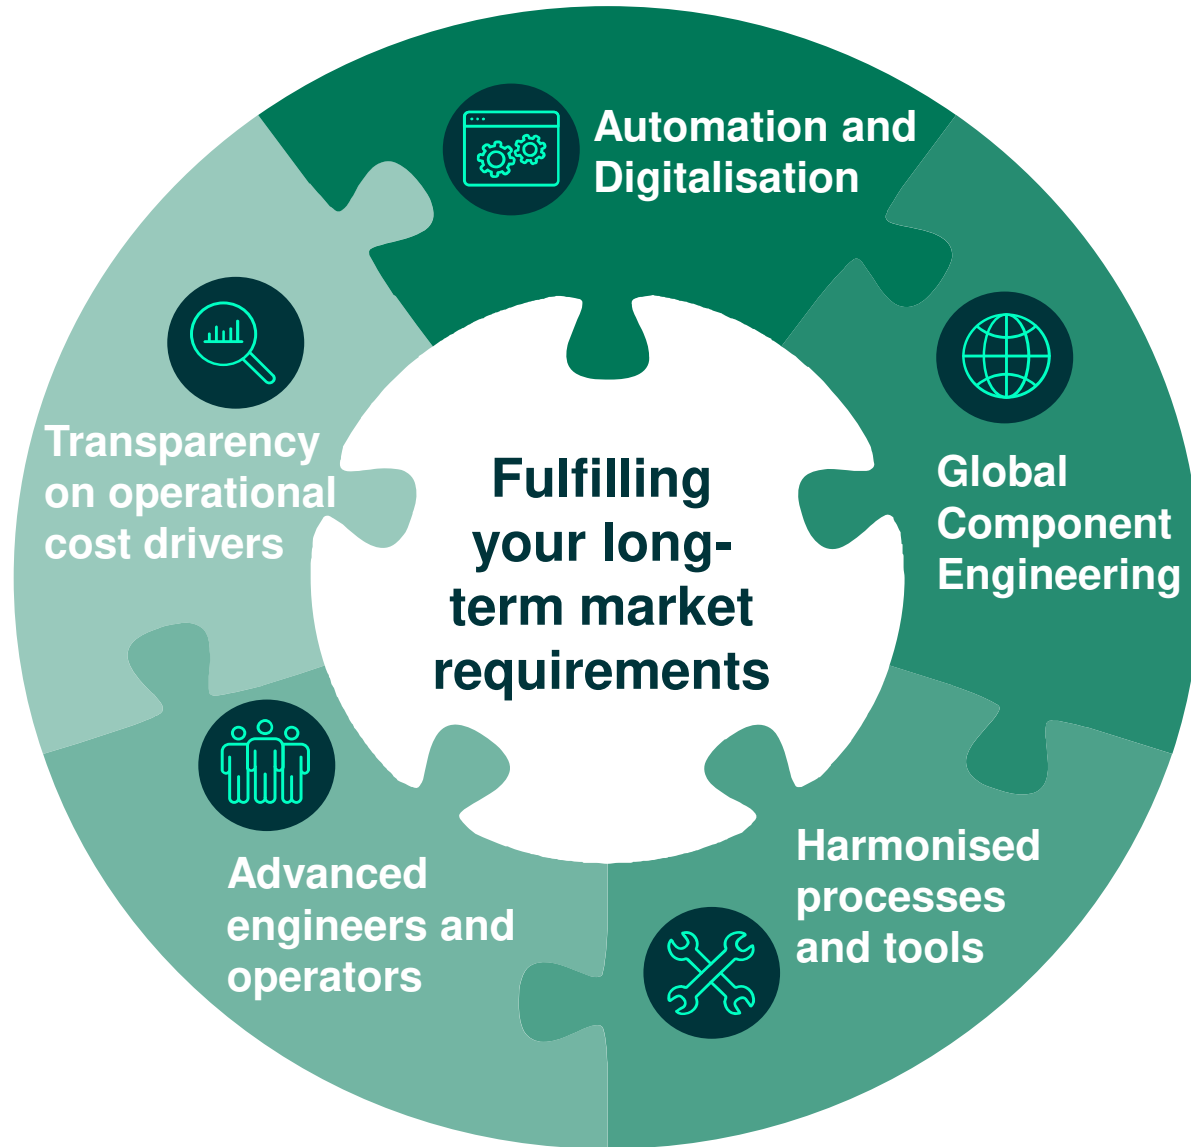 Automation and
Digitalisation
Global
Component
Engineering
Harmonised
processes
and tools
Advanced
engineers and
operators
Transparency
on operational
cost drivers
Fulfilling
your long-
term market
requirements